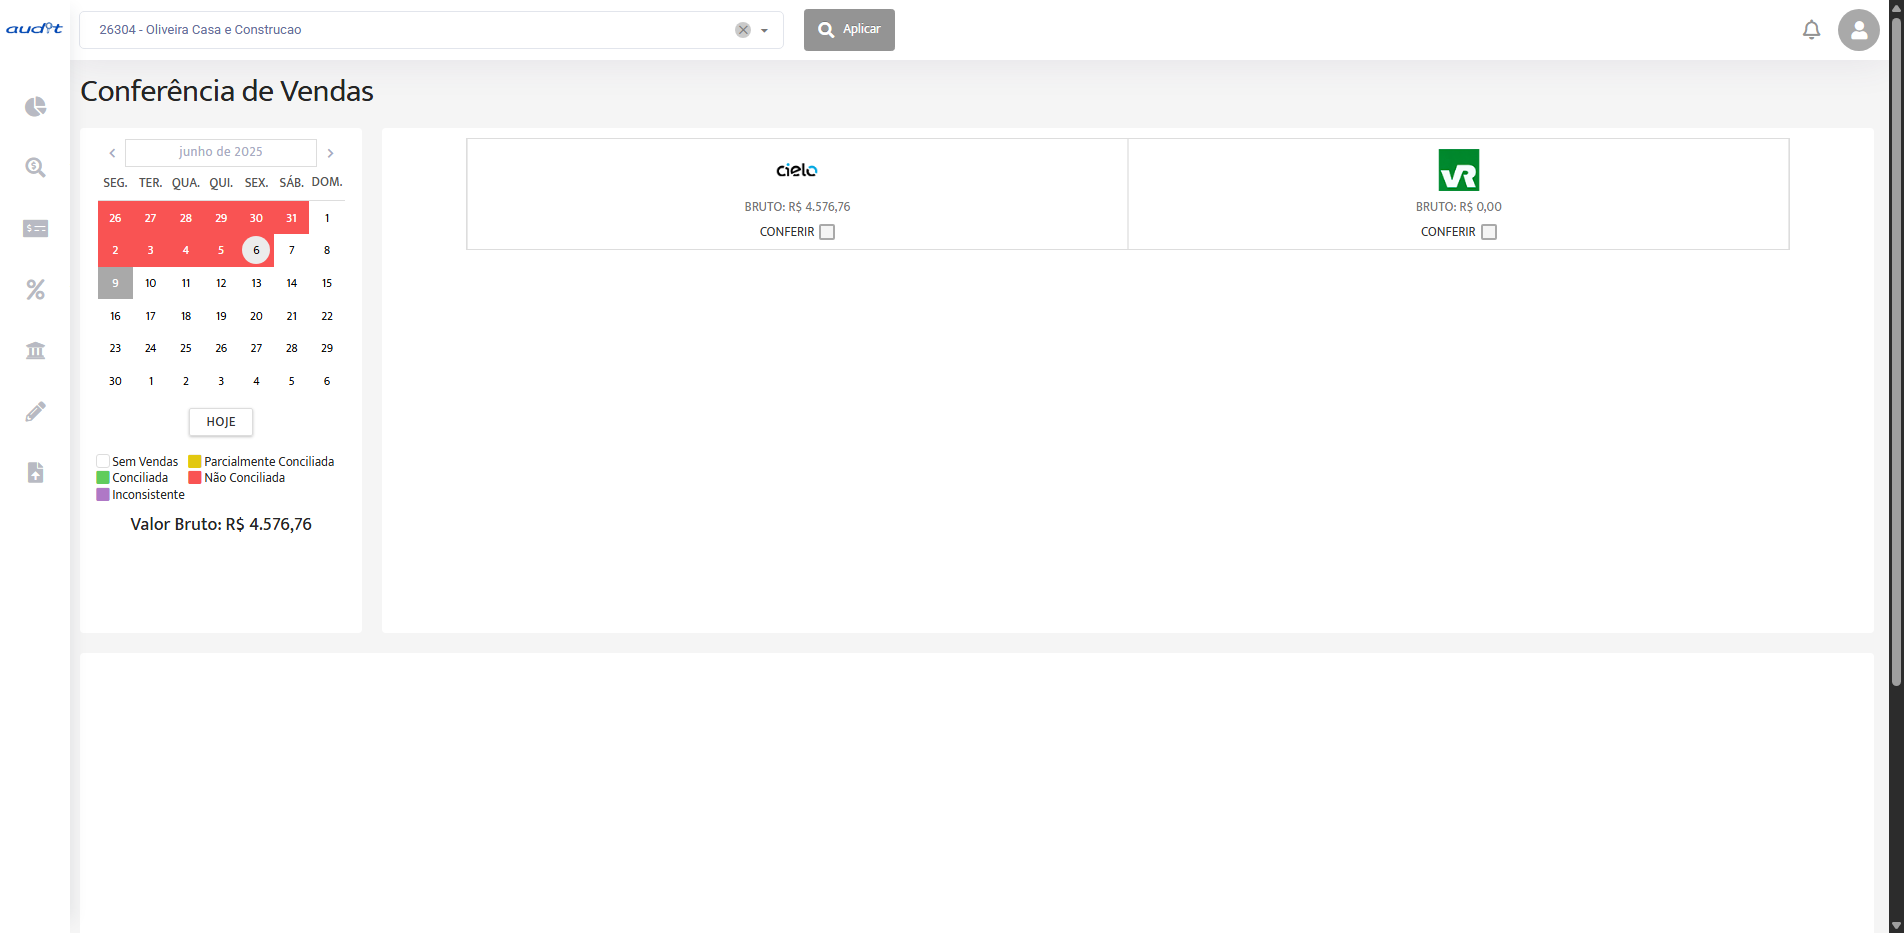 audit
26304 - Oliveira Casa e Construcao
Aplicar
Conferência de Vendas
junho de 2025
SEG. TER. QUA. QUI. SEX. SÁB. DOM.
26 27 28 29 30 31 1
2 3 4 5 6 7 8
9 10 11 12 13 14 15
16 17 18 19 20 21 22
23 24 25 26 27 28 29
30 1 2 3 4 5 6
HOJE
Sem Vendas Parcialmente Conciliada
Conciliada Não Conciliada
Inconsistente
Valor Bruto: R$ 4.576,76
cielo
BRUTO: R$ 4.576,76
CONFERIR
VR
BRUTO: R$ 0,00
CONFERIR